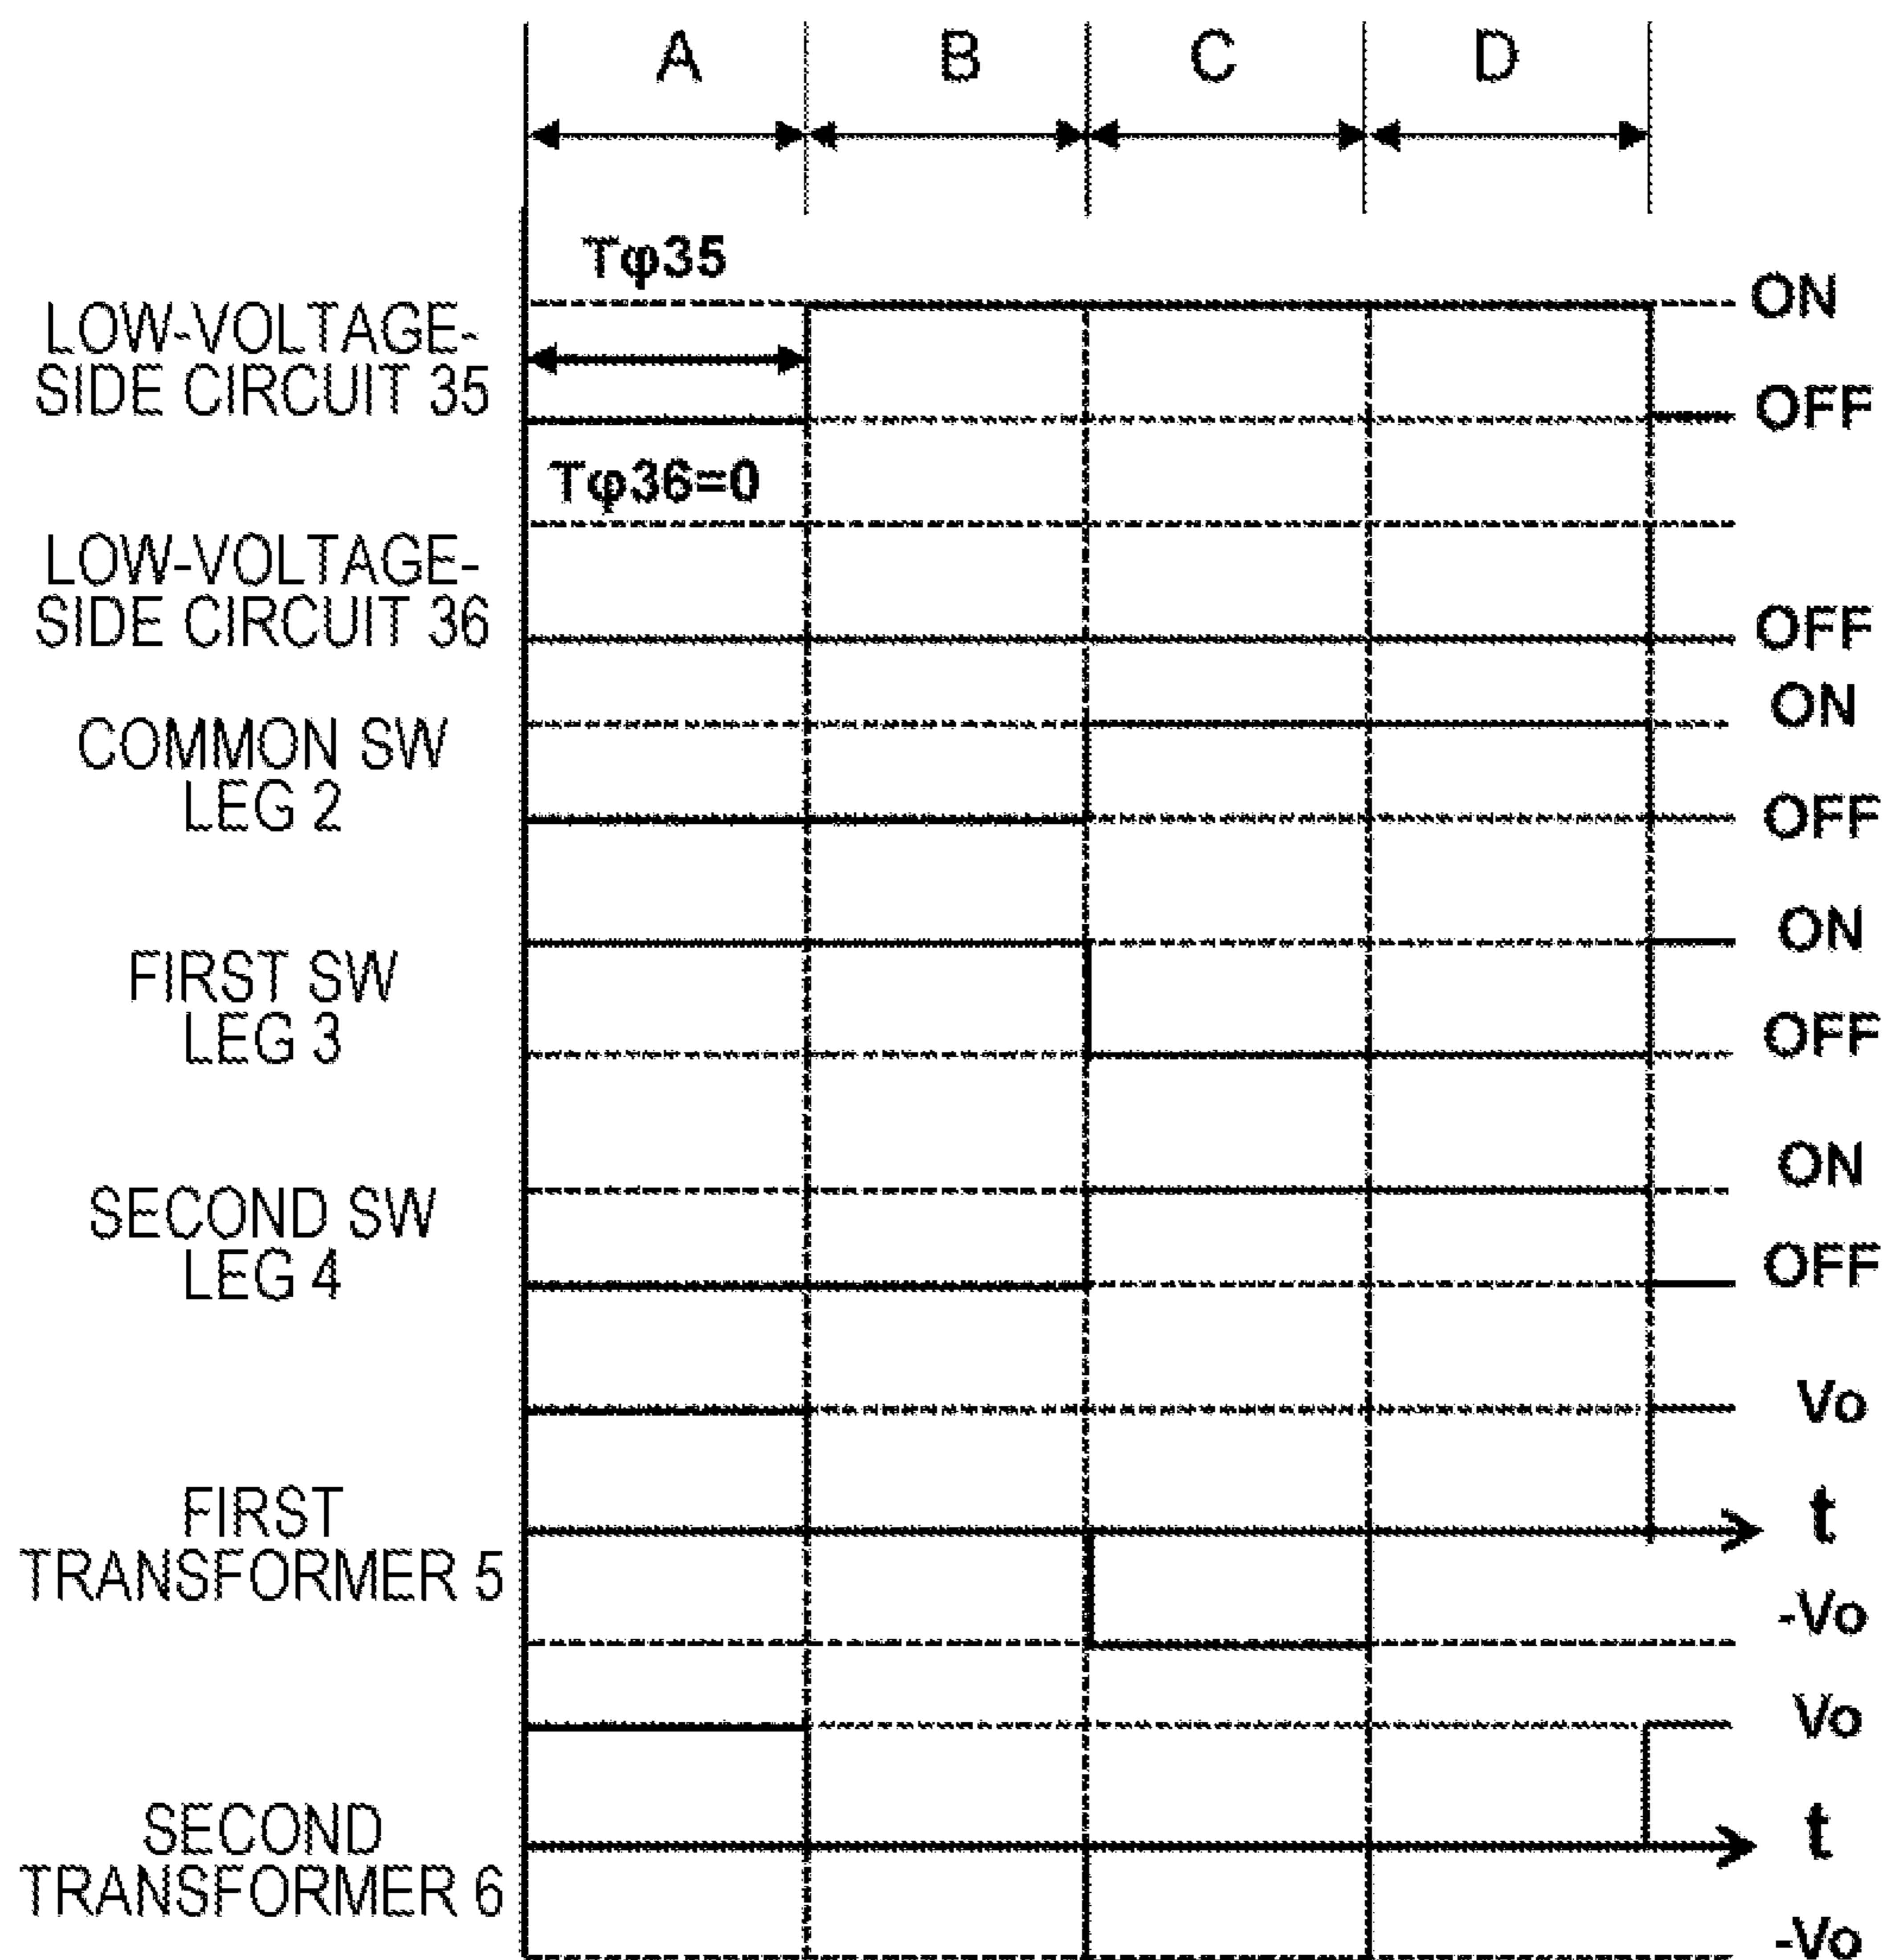 A B C D
Tφ35
ON
LOW-VOLTAGE-
SIDE CIRCUIT 35
OFF
Tφ36=0
LOW-VOLTAGE-
SIDE CIRCUIT 36
OFF
ON
COMMON SW
LEG 2
OFF
ON
FIRST SW
LEG 3
OFF
ON
SECOND SW
LEG 4
OFF
Vo
FIRST
TRANSFORMER 5
t
-Vo
Vo
SECOND
TRANSFORMER 6
t
-Vo